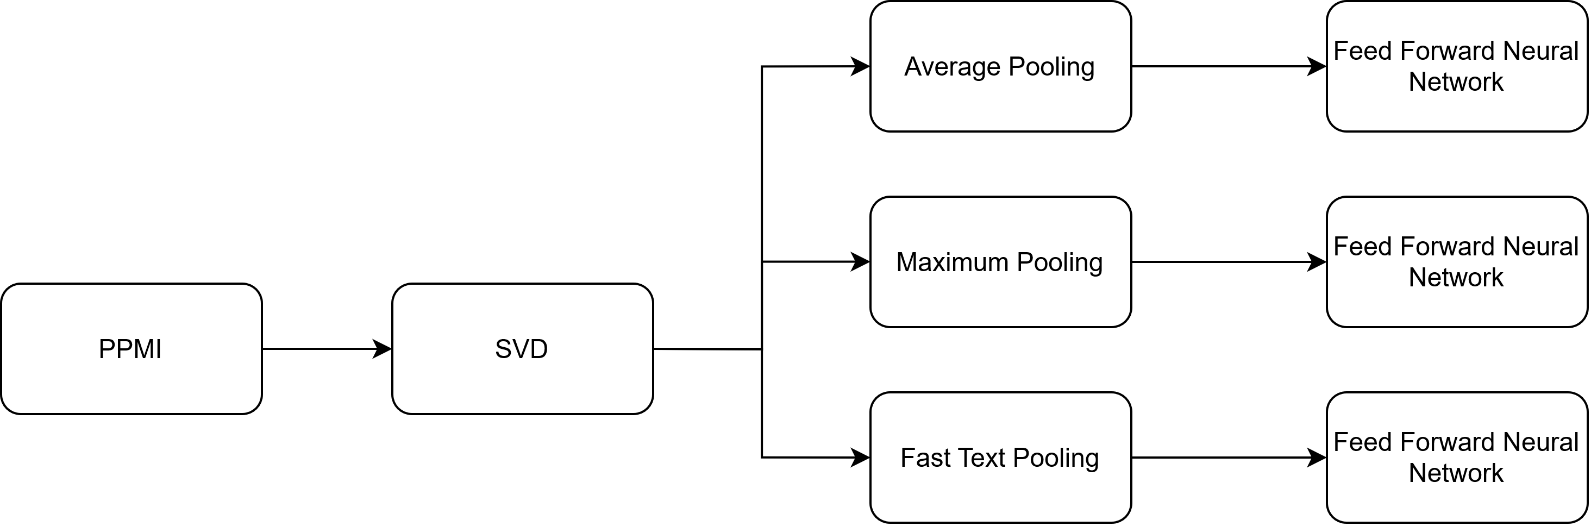 PPMI
SVD
Average Pooling
Feed Forward Neural
Network
Maximum Pooling
Feed Forward Neural
Network
Fast Text Pooling
Feed Forward Neural
Network